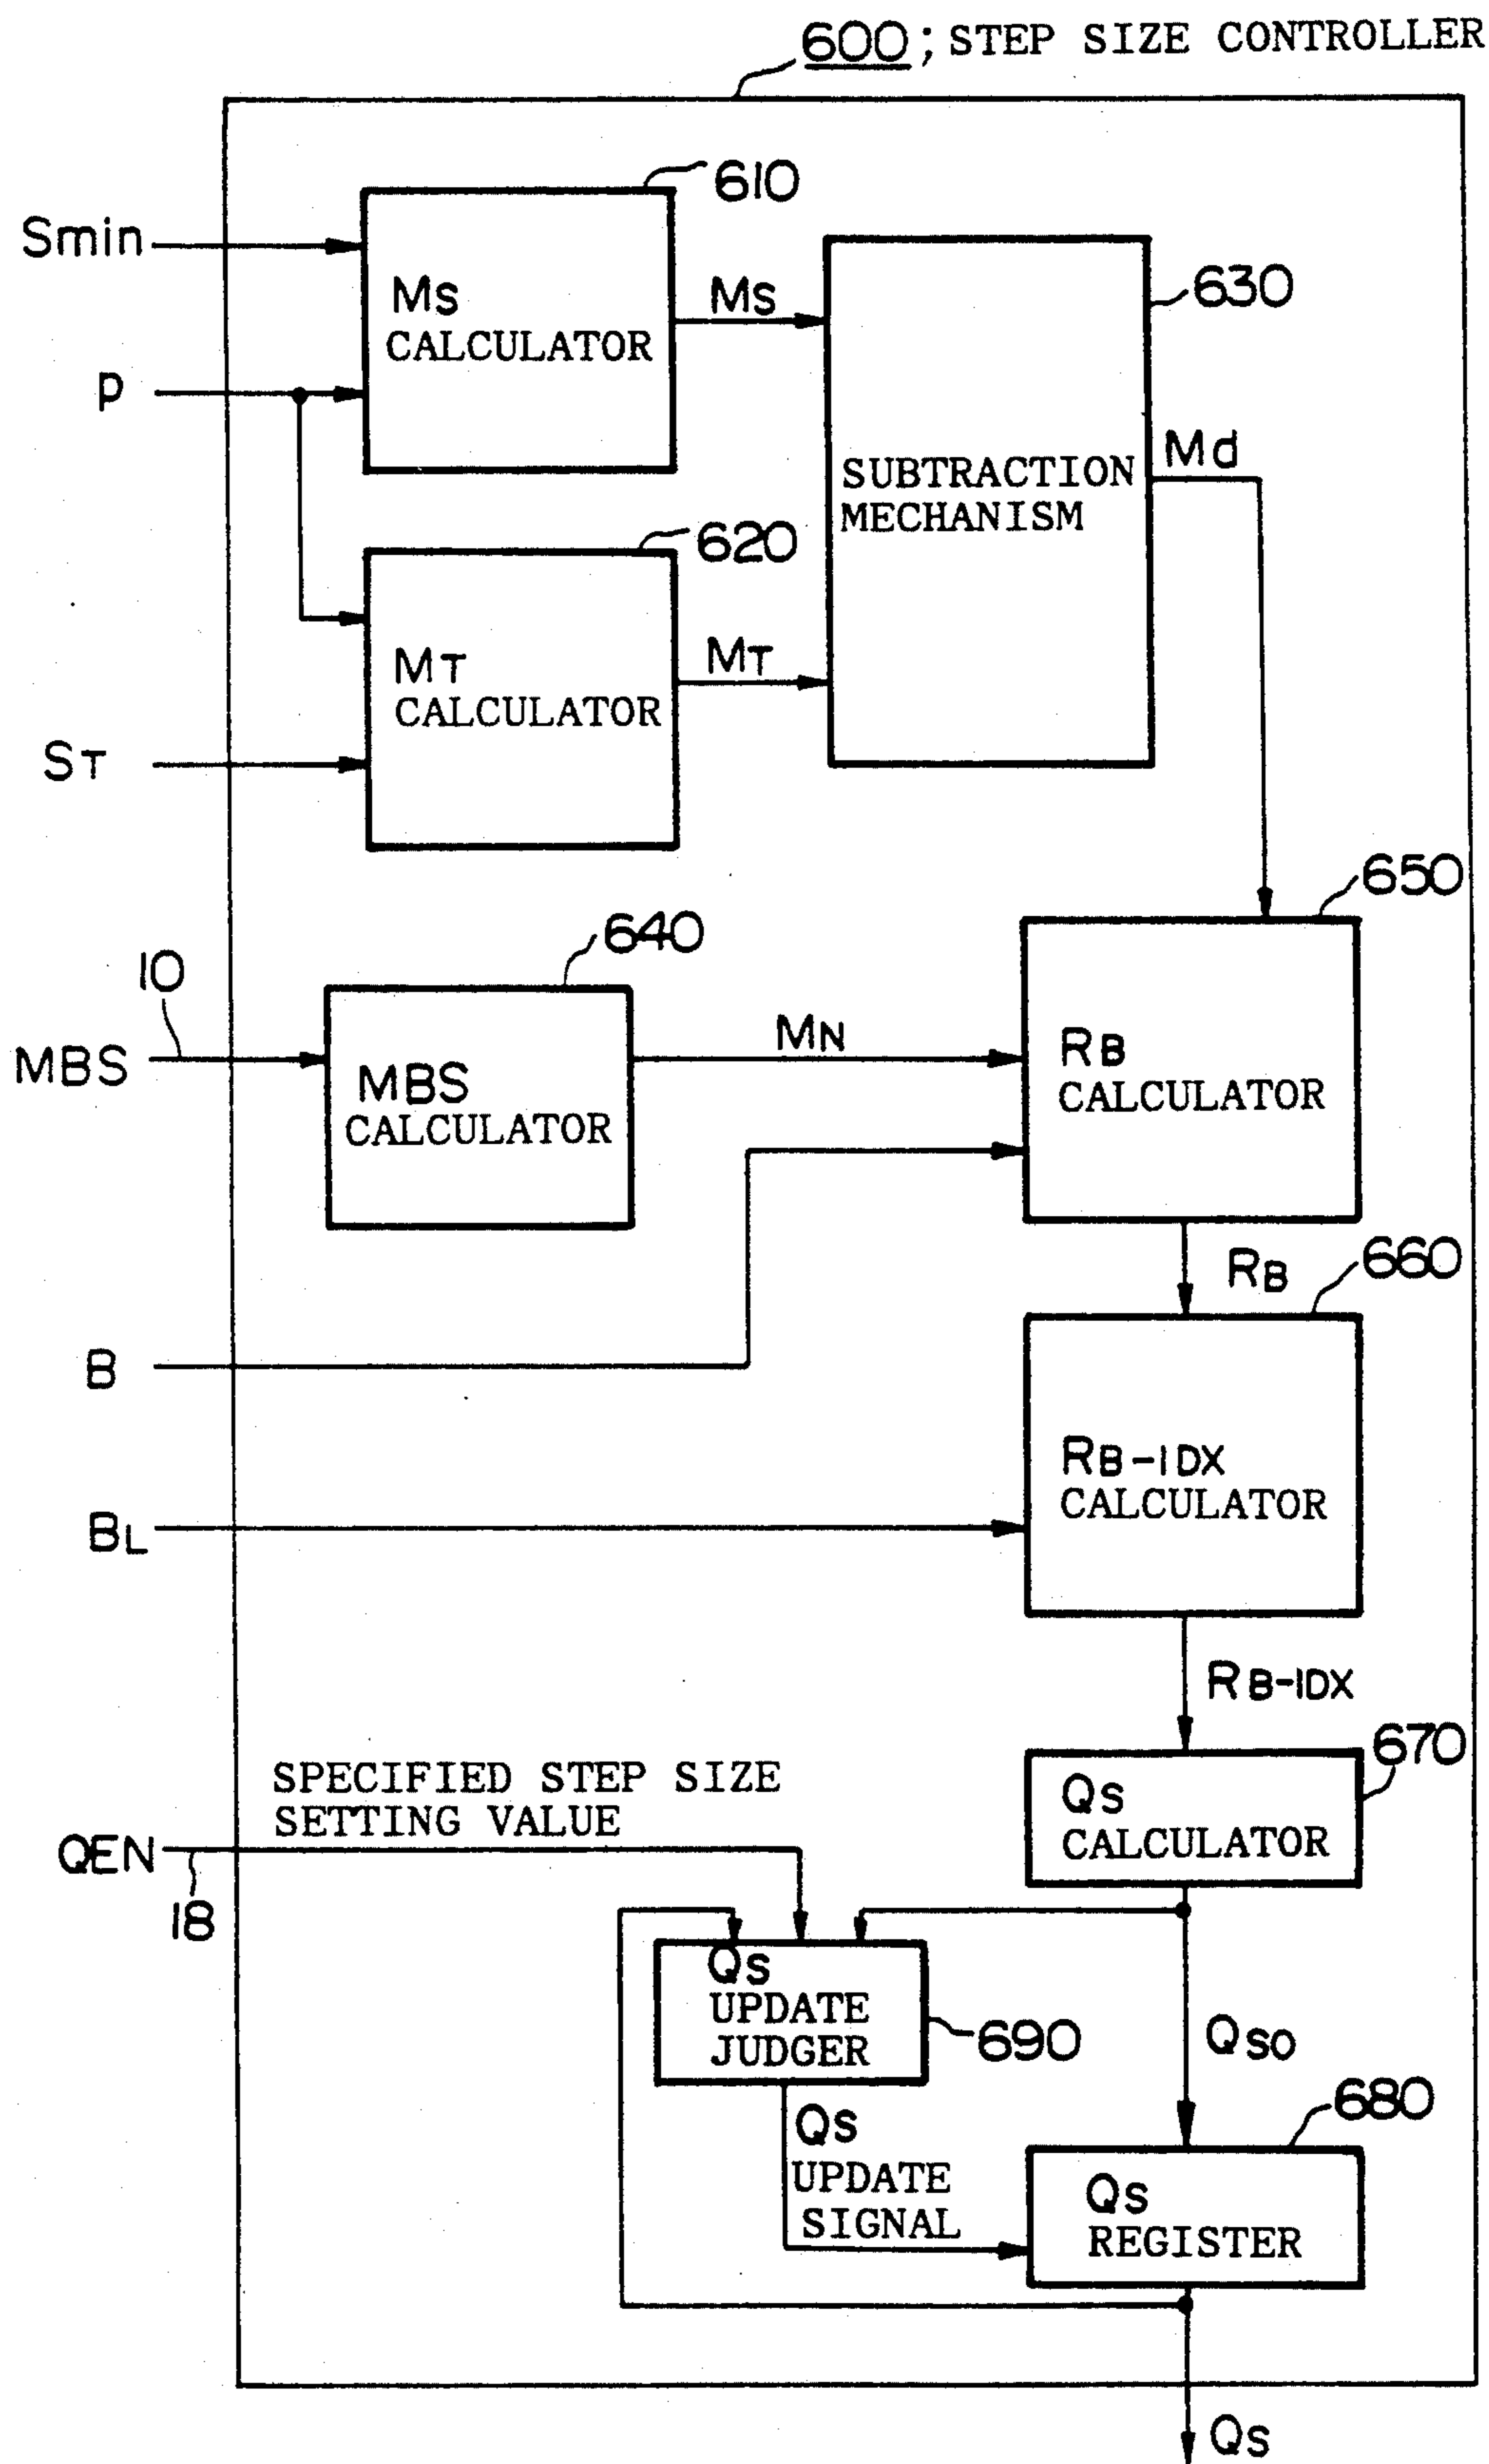 600 ; STEP SIZE CONTROLLER
610
Smin
Ms
CALCULATOR
Ms
630
P
SUBTRACTION
MECHANISM
Md
620
MT
CALCULATOR
MT
ST
650
640
10
MBS
MBS
CALCULATOR
MN
RB
CALCULATOR
RB
660
B
RB-IDX
CALCULATOR
BL
RB-IDX
670
SPECIFIED STEP SIZE
SETTING VALUE
Qs
CALCULATOR
QEN
18
Qs
UPDATE
JUDGER
690
Qso
680
Qs
UPDATE
SIGNAL
Qs
REGISTER
Qs